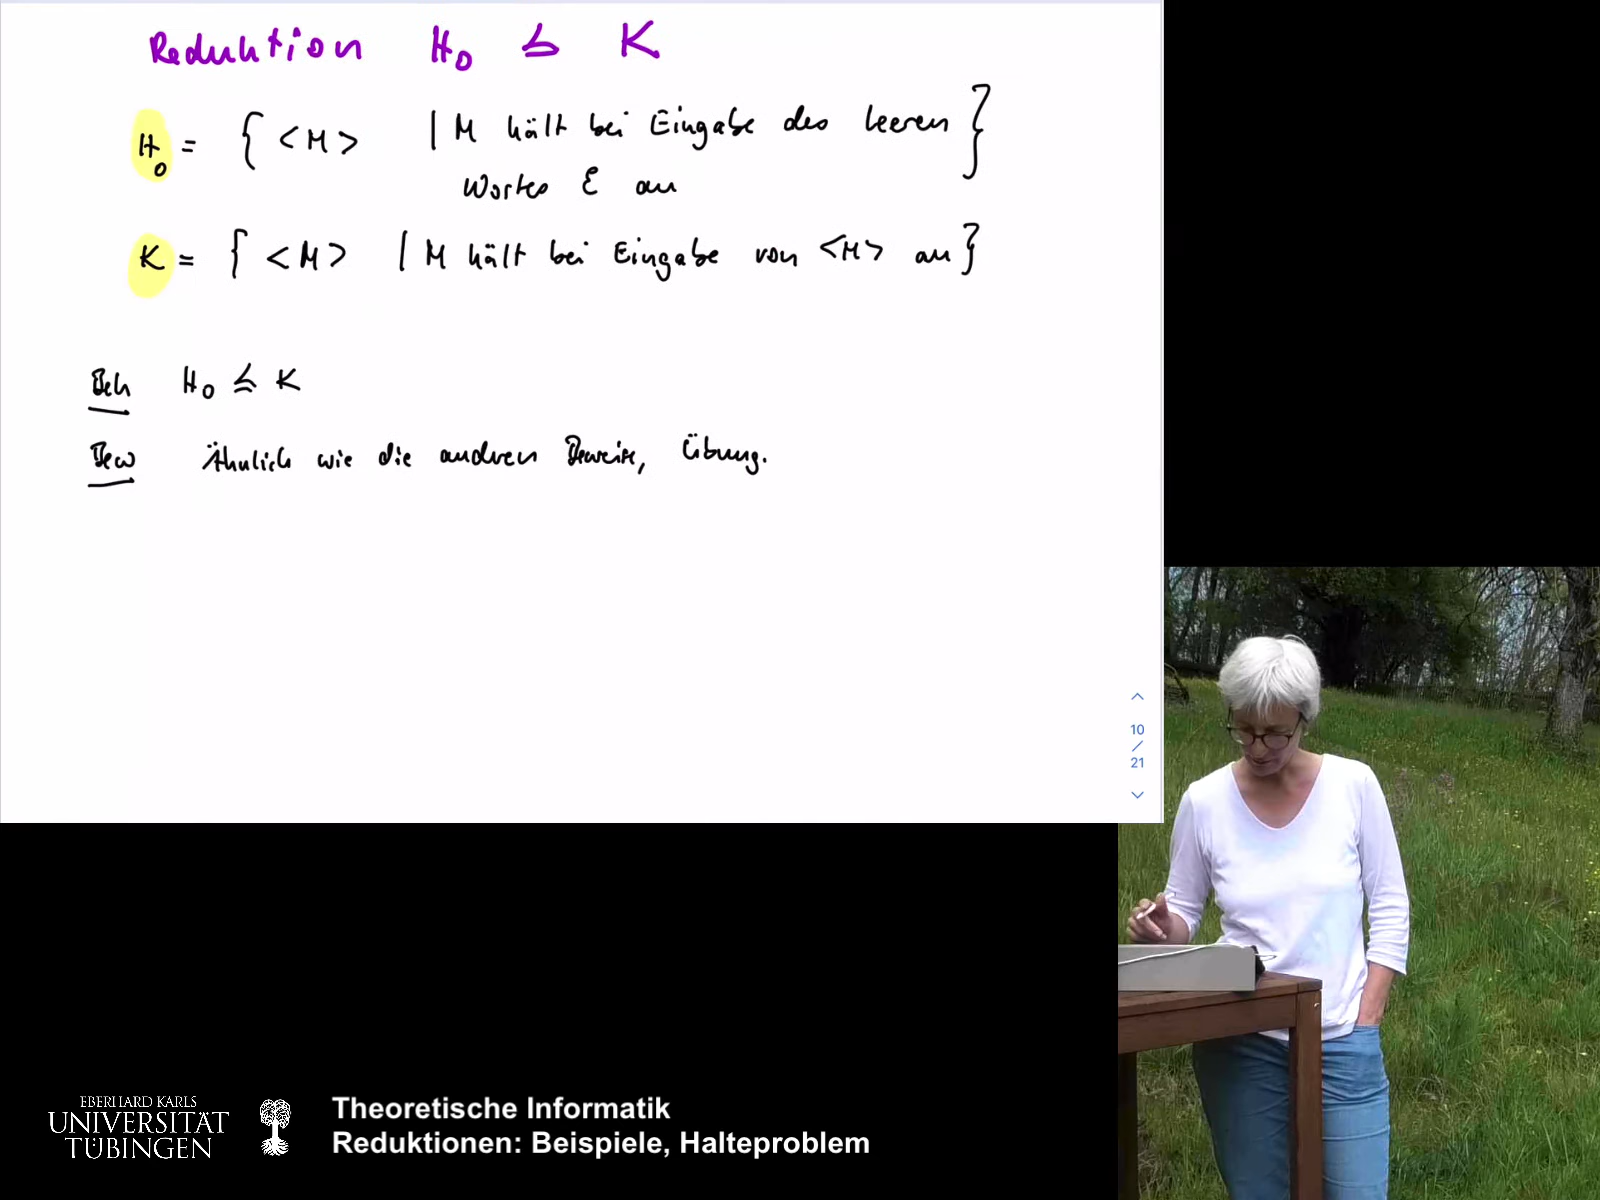 Reduktion H₀ ≤ K
H₀ = { <M> | M hält bei Eingabe des leeren
Wortes ε an }
K = { <M> | M hält bei Eingabe von <M> an }
Beh H₀ ≤ K
Bew Ähnlich wie die andren Beweise, Übung.
10
/
21
EBERHARD KARLS
UNIVERSITÄT
TÜBINGEN
Theoretische Informatik
Reduktionen: Beispiele, Halteproblem